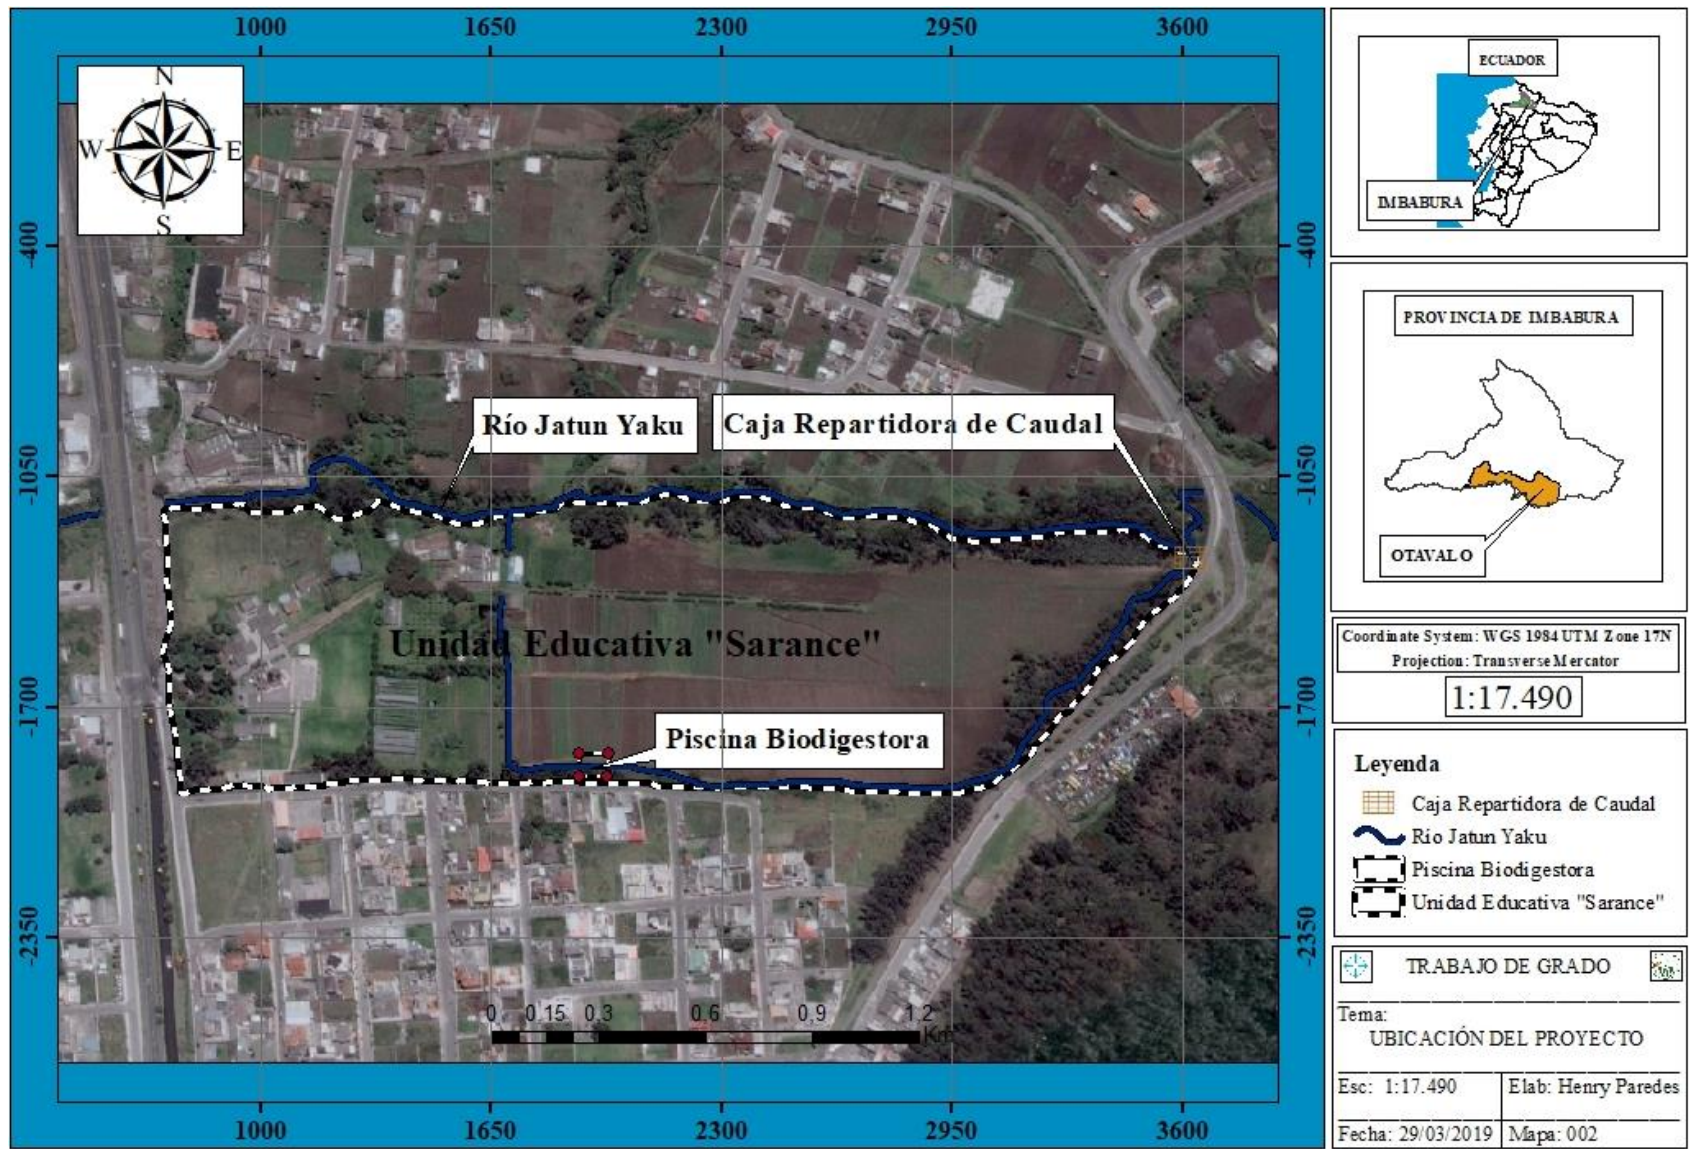 1000 1650 2300 2950 3600
N
W E
S
-400 -400
-1050 -1050
-1700 -1700
-2350 -2350
Río Jatun Yaku
Caja Repartidora de Caudal
Unidad Educativa "Sarance"
Piscina Biodigestora
0 0,15 0,3 0,6 0,9 1,2
Km
1000 1650 2300 2950 3600
ECUADOR
IMBABURA
PROVINCIA DE IMBABURA
OTAVALO
Coordinate System: WGS 1984 UTM Zone 17N
Projection: Transverse Mercator
1:17.490
Leyenda
Caja Repartidora de Caudal
Río Jatun Yaku
Piscina Biodigestora
Unidad Educativa "Sarance"
TRABAJO DE GRADO
Tema:
UBICACIÓN DEL PROYECTO
Esc: 1:17.490 Elab: Henry Paredes
Fecha: 29/03/2019 Mapa: 002